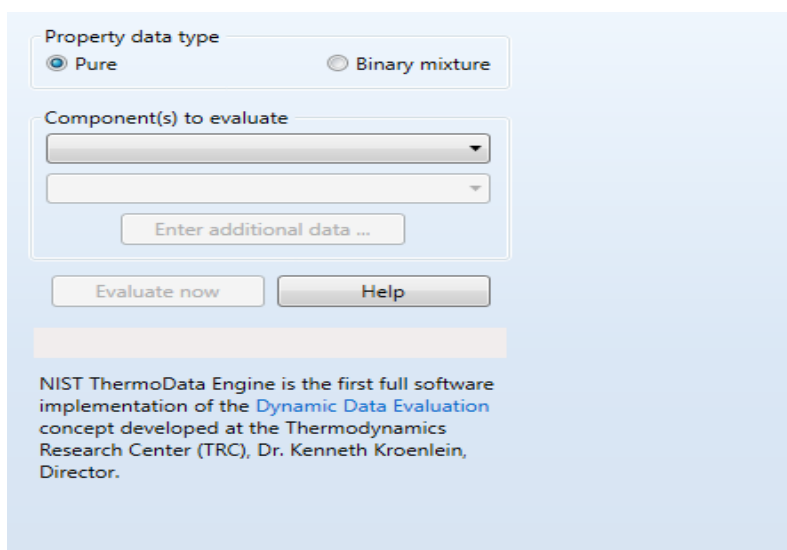 Property data type
Pure
Binary mixture
Component(s) to evaluate
Enter additional data ...
Evaluate now
Help
NIST ThermoData Engine is the first full software
implementation of the Dynamic Data Evaluation
concept developed at the Thermodynamics
Research Center (TRC), Dr. Kenneth Kroenlein,
Director.